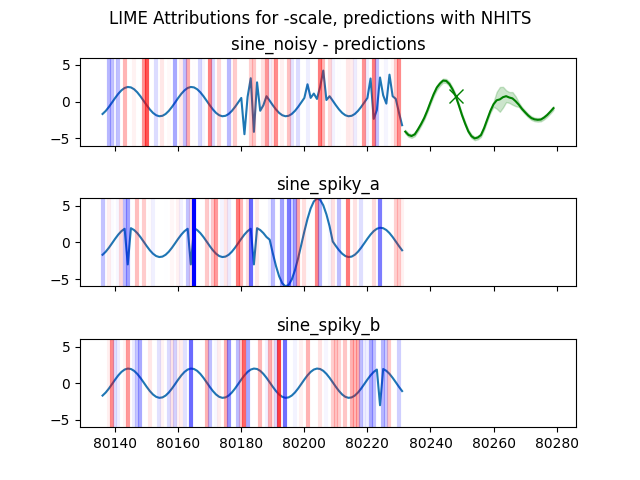 LIME Attributions for -scale, predictions with NHITS
sine_noisy - predictions
5
0
−5
sine_spiky_a
5
0
−5
sine_spiky_b
5
0
−5
80140 80160 80180 80200 80220 80240 80260 80280